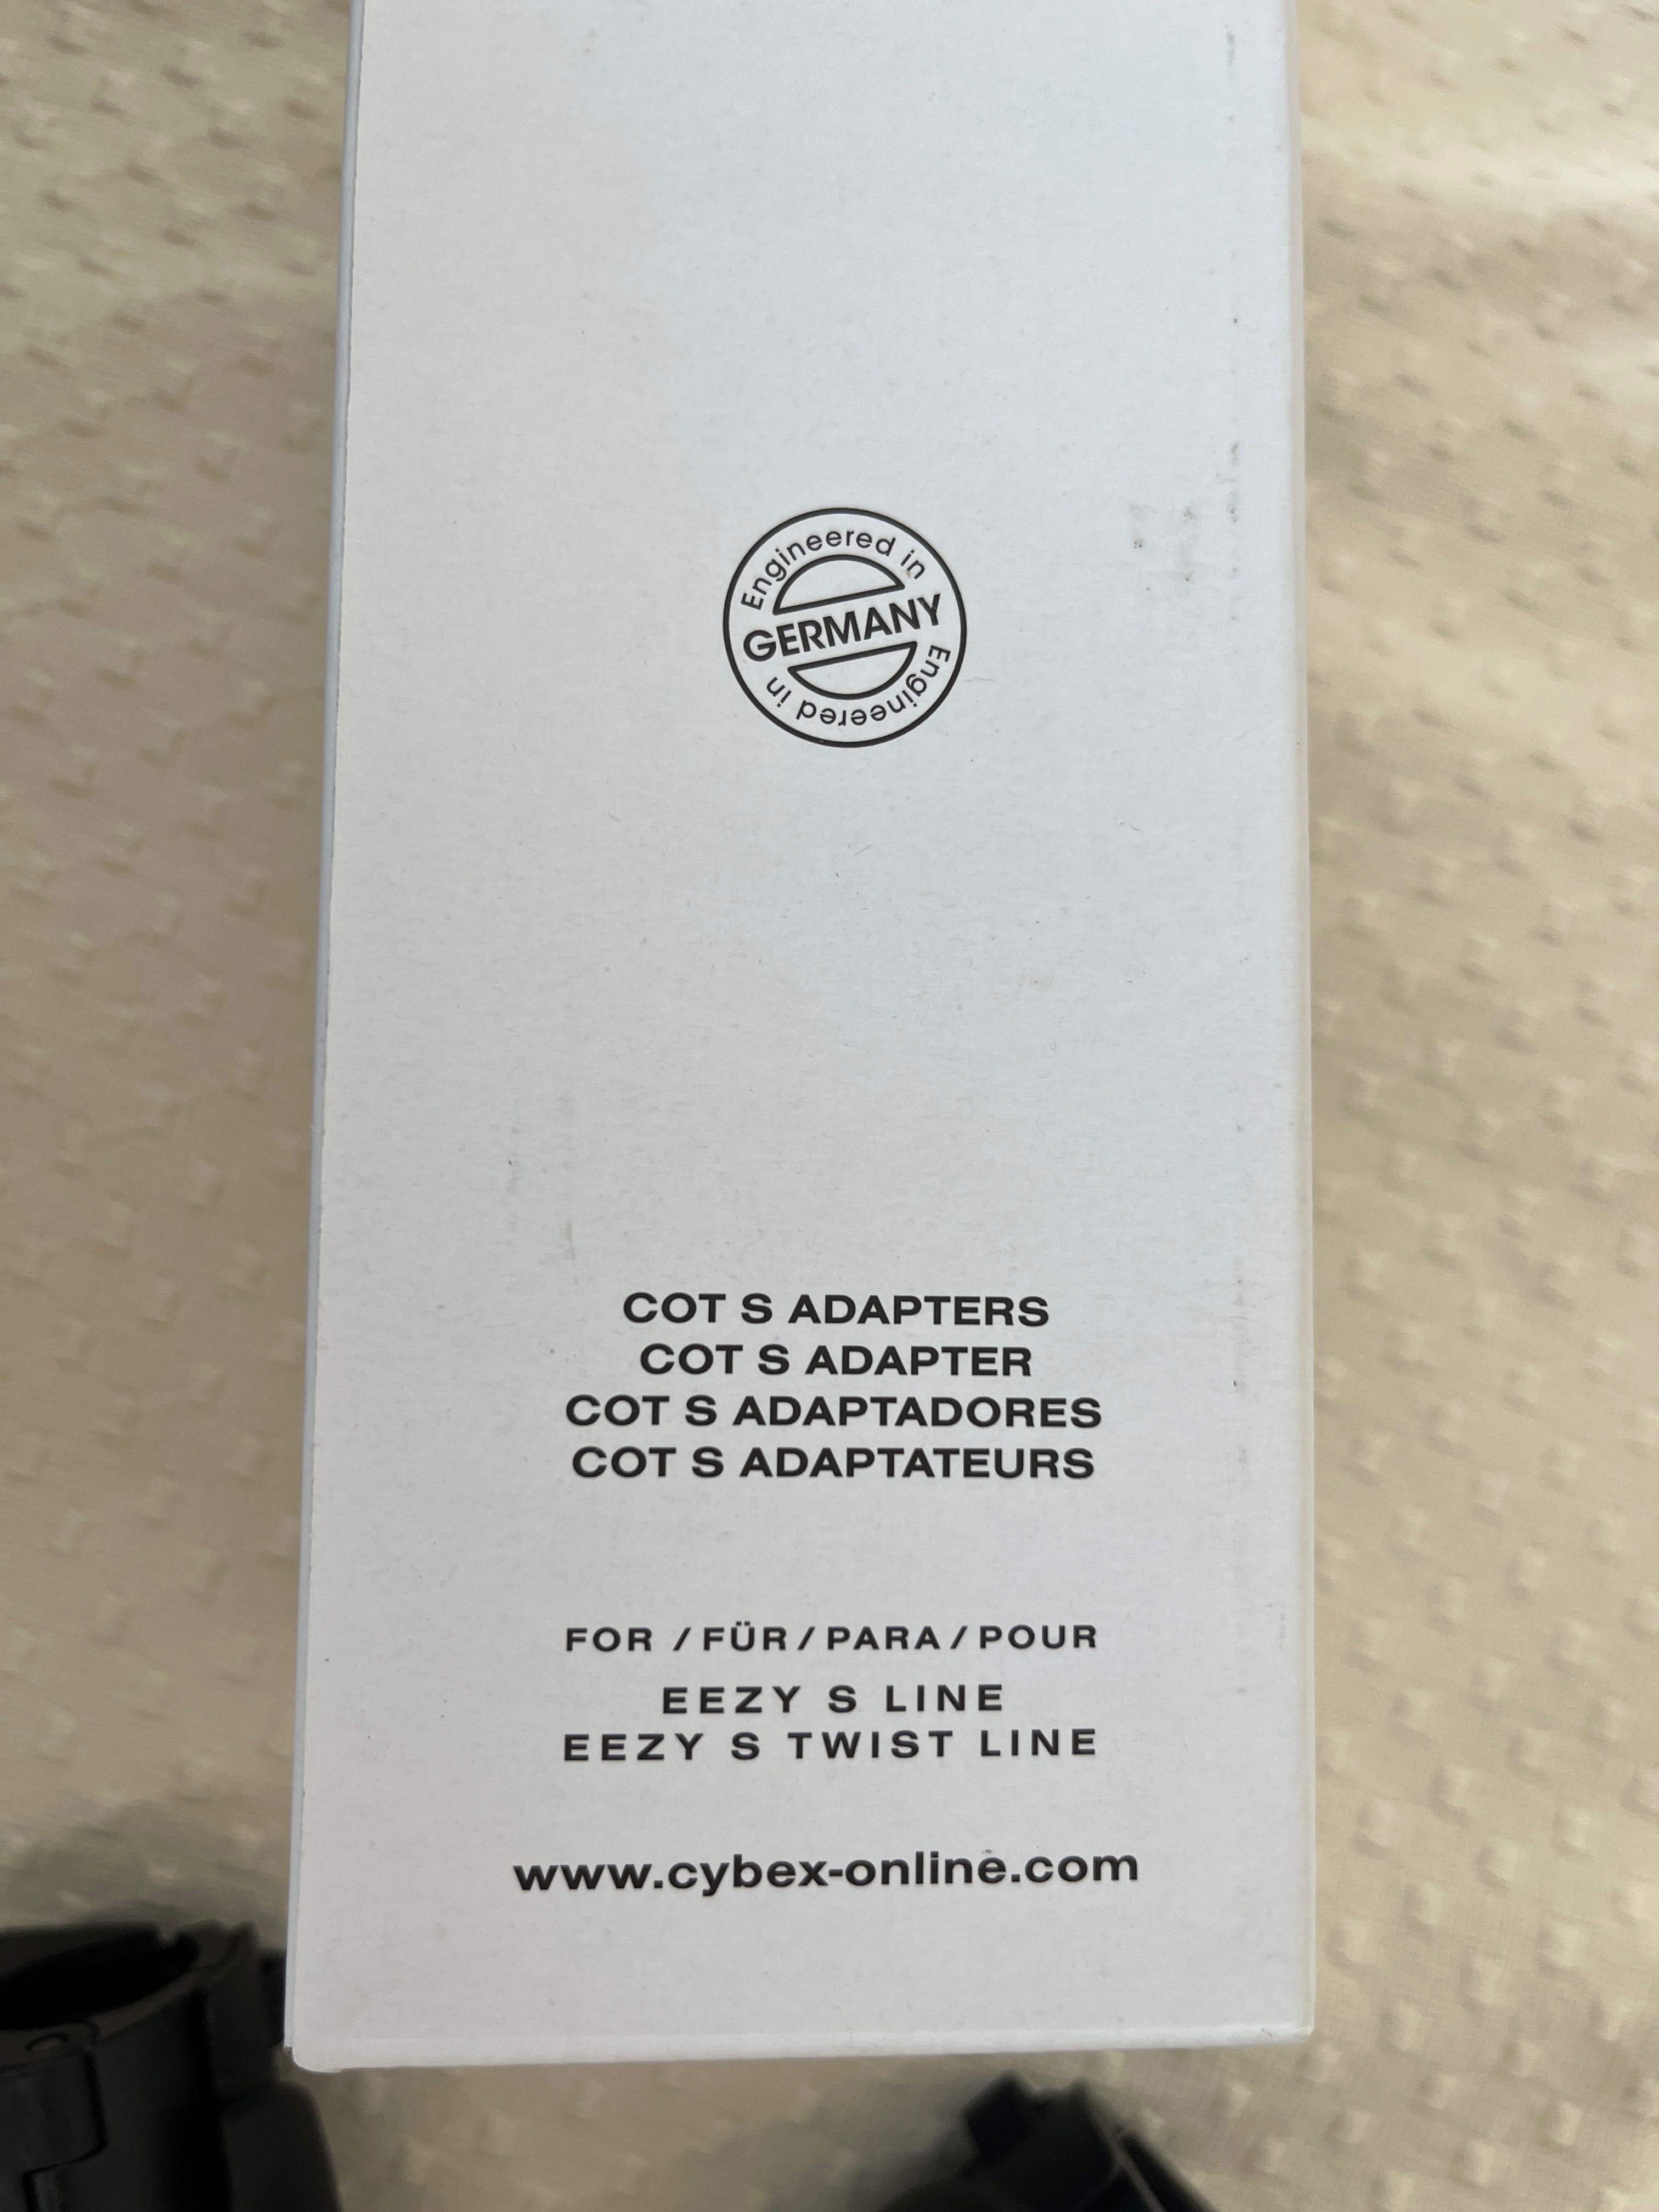 Engineered in
GERMANY
Engineered in
COT S ADAPTERS
COT S ADAPTER
COT S ADAPTADORES
COT S ADAPTATEURS
FOR / FÜR / PARA / POUR
EEZY S LINE
EEZY S TWIST LINE
www.cybex-online.com